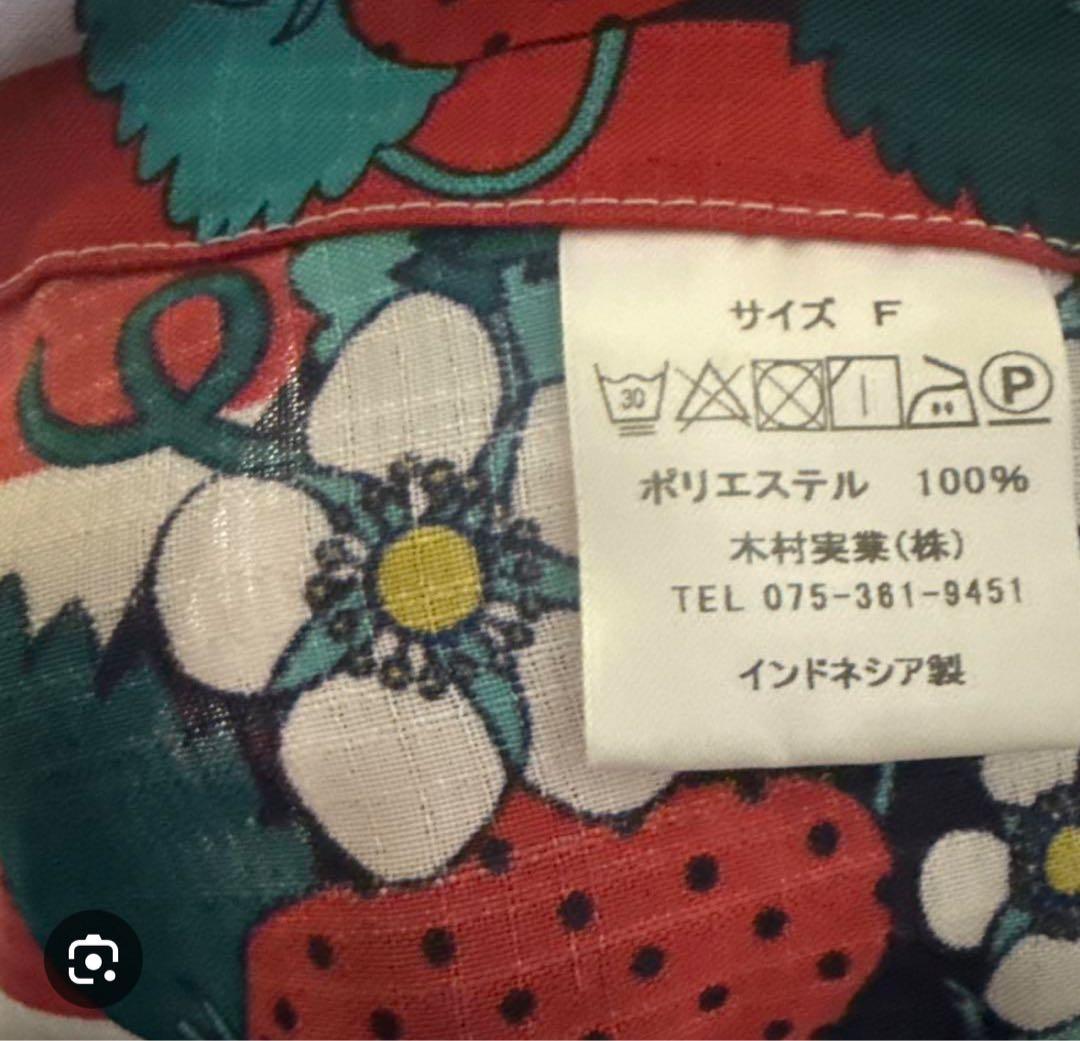 サイズ F
30
P
ポリエステル 100%
木村実業(株)
TEL 075-361-9451
インドネシア製